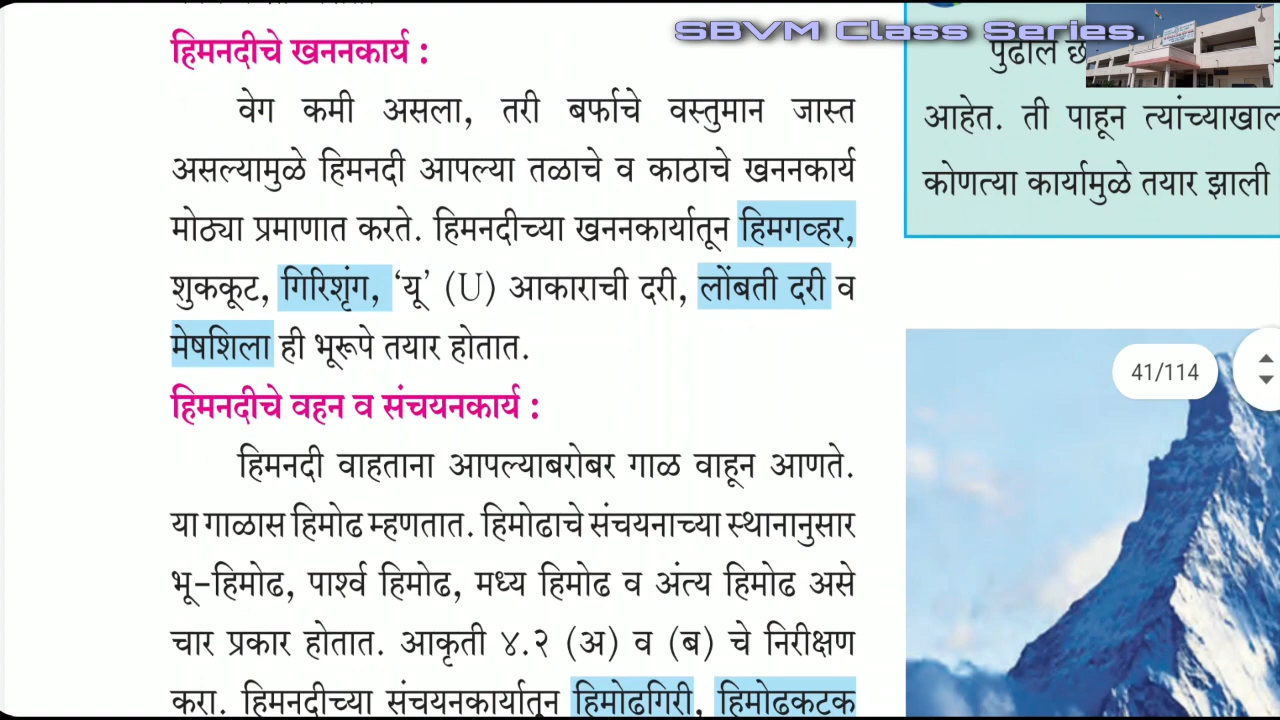 SBVM Class Series.
हिमनदीचे खननकार्य :
वेग कमी असला, तरी बर्फाचे वस्तुमान जास्त
असल्यामुळे हिमनदी आपल्या तळाचे व काठाचे खननकार्य
मोठ्या प्रमाणात करते. हिमनदीच्या खननकार्यातून हिमगव्हर,
शुककूट, गिरिशृंग, ‘यू’ (U) आकाराची दरी, लोंबती दरी व
मेषशिला ही भूरूपे तयार होतात.
हिमनदीचे वहन व संचयनकार्य :
हिमनदी वाहताना आपल्याबरोबर गाळ वाहून आणते.
या गाळास हिमोढ म्हणतात. हिमोढाचे संचयनाच्या स्थानानुसार
भू-हिमोढ, पार्श्व हिमोढ, मध्य हिमोढ व अंत्य हिमोढ असे
चार प्रकार होतात. आकृती ४.२ (अ) व (ब) चे निरीक्षण
करा. हिमनदीच्या संचयनकार्यातून हिमोढगिरी, हिमोढकटक
पुढील
आहेत. ती पाहून त्यांच्याखाल
कोणत्या कार्यामुळे तयार झाली
41/114